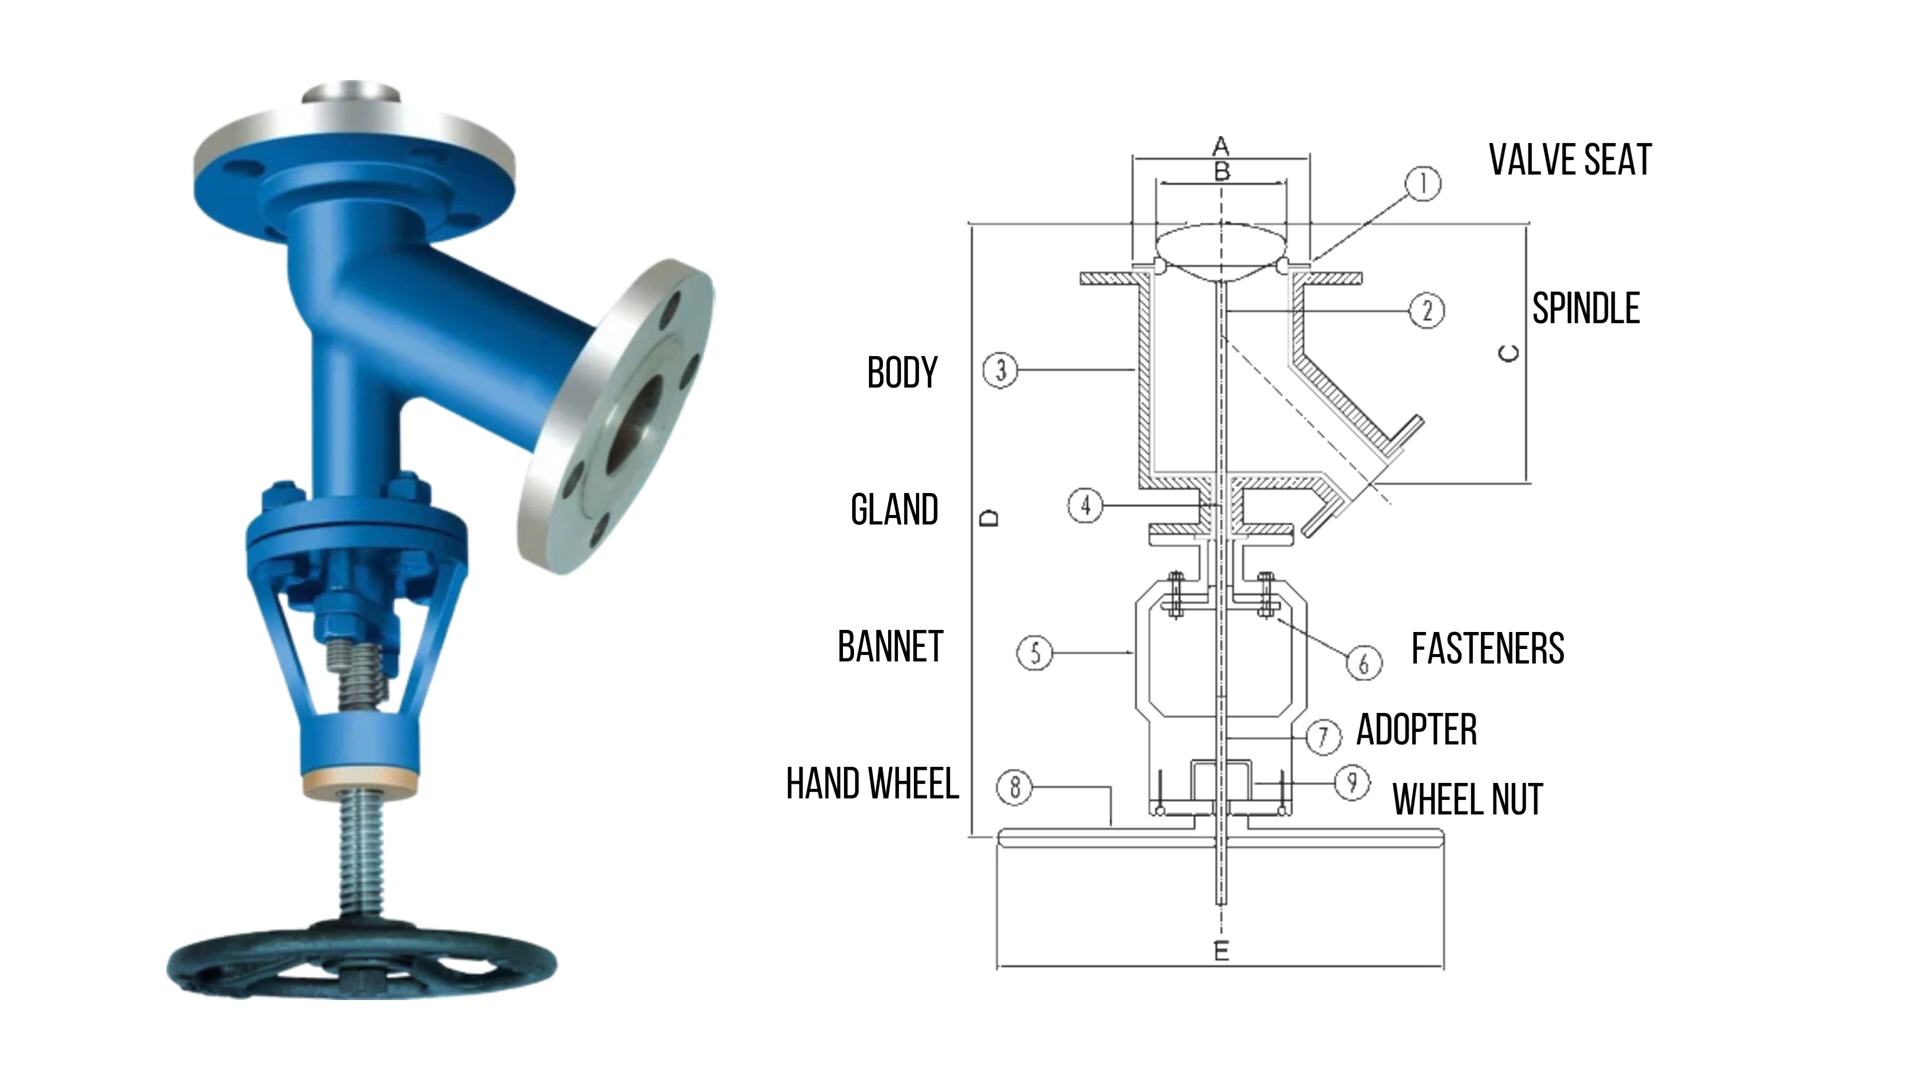 A
B
VALVE SEAT
1
2
SPINDLE
C
BODY
3
GLAND
4
D
BANNET
5
6
FASTENERS
7
ADOPTER
HAND WHEEL
8
9
WHEEL NUT
E